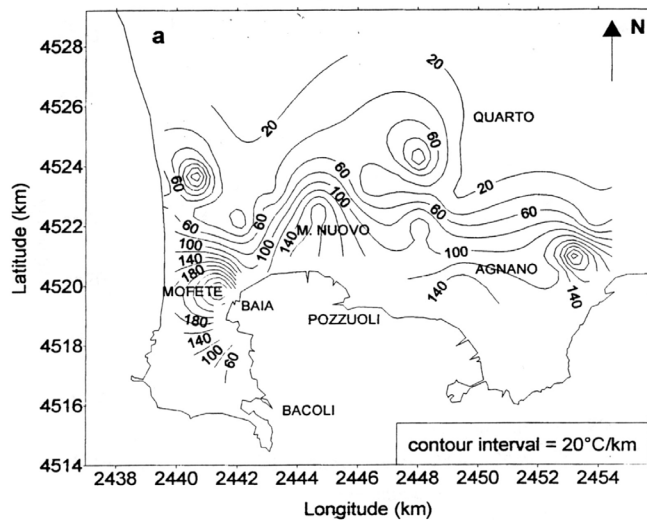 a
N
4528
4526
4524
4522
4520
4518
4516
4514
Latitude (km)
20
20
60
QUARTO
60
20
60
60
60
60
100
100
M. NUOVO
140
100
100
140
180
AGNANO
MOFETE
140
140
BAIA
180
POZZUOLI
140
100
60
BACOLI
contour interval = 20°C/km
2438 2440 2442 2444 2446 2448 2450 2452 2454
Longitude (km)